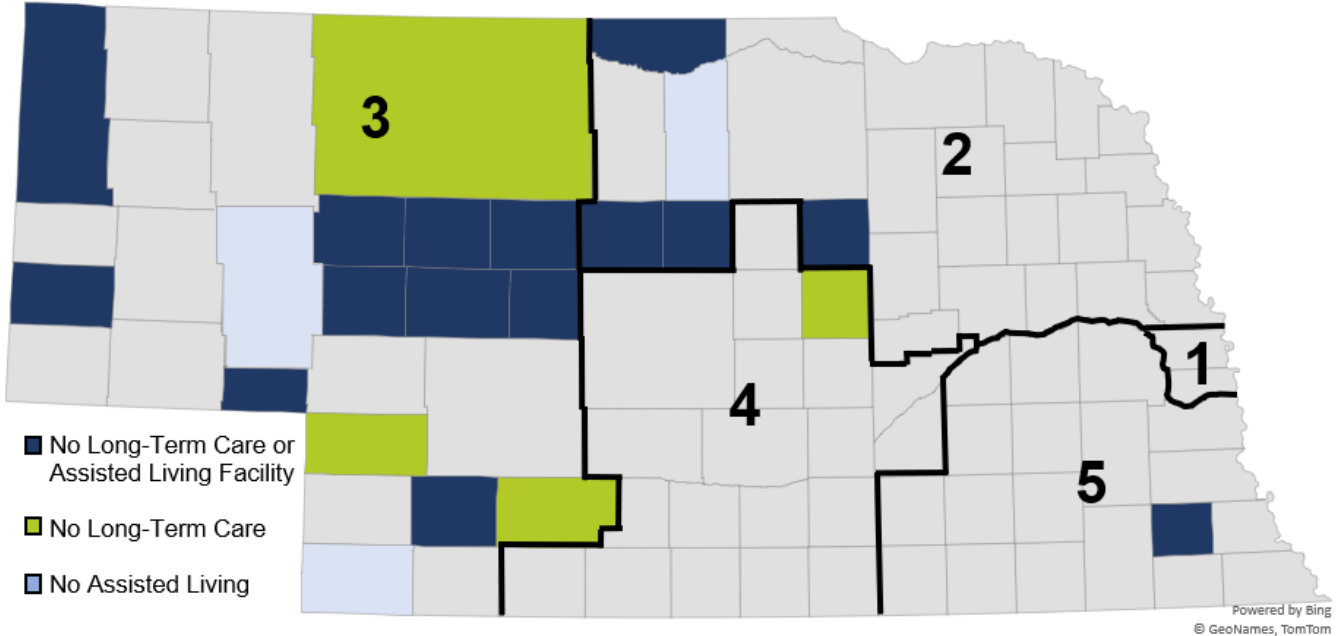 3
2
1
4
5
No Long-Term Care or
Assisted Living Facility
No Long-Term Care
No Assisted Living
Powered by Bing
© GeoNames, TomTom